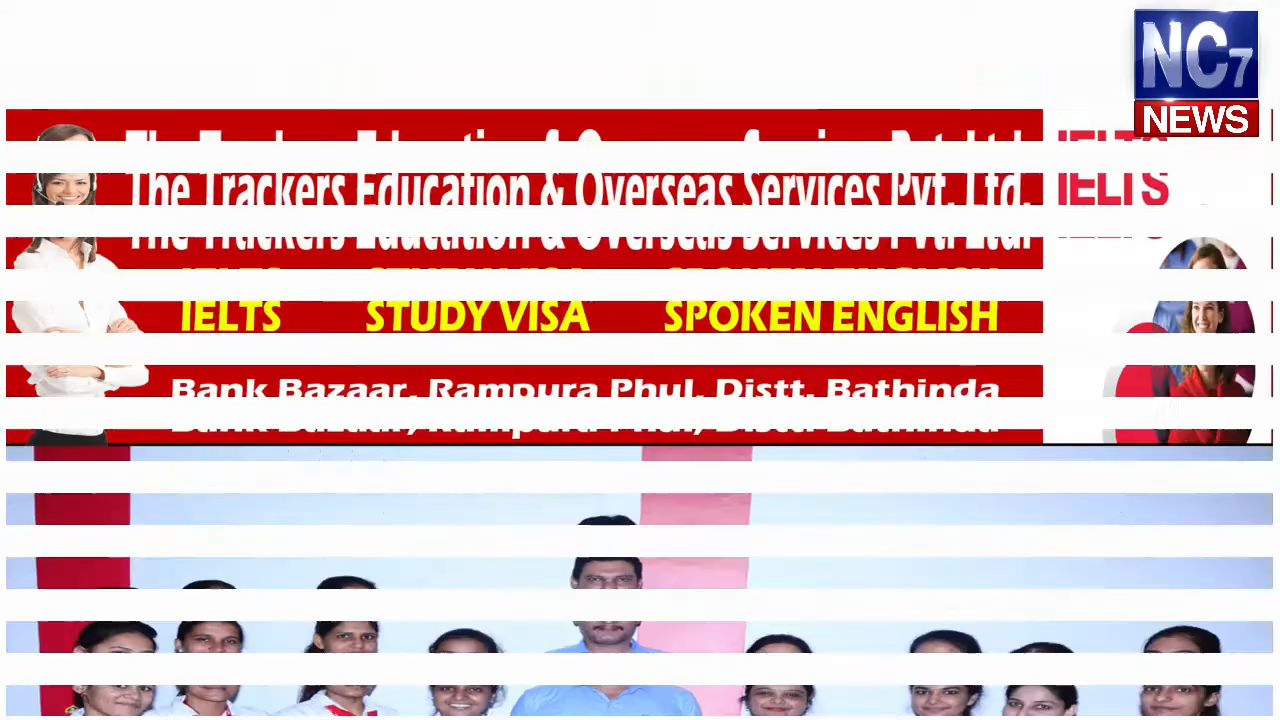 NC7
NEWS
The Trackers Education & Overseas Services Pvt. Ltd.
IELTS
IELTS STUDY VISA SPOKEN ENGLISH
Bank Bazaar, Rampura Phul, Distt. Bathinda